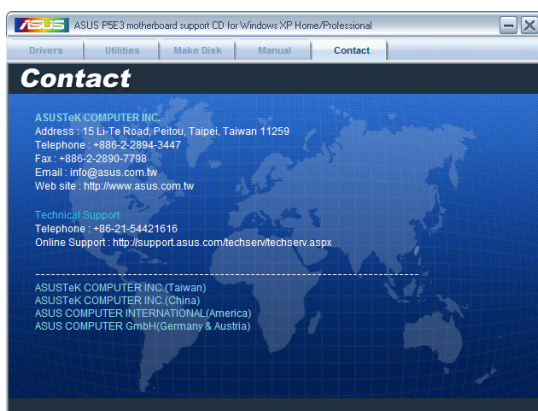 ASUS ASUS P5E3 motherboard support CD for Windows XP Home/Professional
Drivers Utilities Make Disk Manual Contact
Contact
ASUSTeK COMPUTER INC.
Address : 15 Li-Te Road, Peitou, Taipei, Taiwan 11259
Telephone : +886-2-2894-3447
Fax : +886-2-2890-7798
Email : info@asus.com.tw
Web site : http://www.asus.com.tw
Technical Support:
Telephone : +86-21-54421616
Online Support : http://support.asus.com/techserv/techserv.aspx
--------------------------------------------------------------------------------
ASUSTeK COMPUTER INC.(Taiwan)
ASUSTeK COMPUTER INC.(China)
ASUS COMPUTER INTERNATIONAL(America)
ASUS COMPUTER GmbH(Germany & Austria)